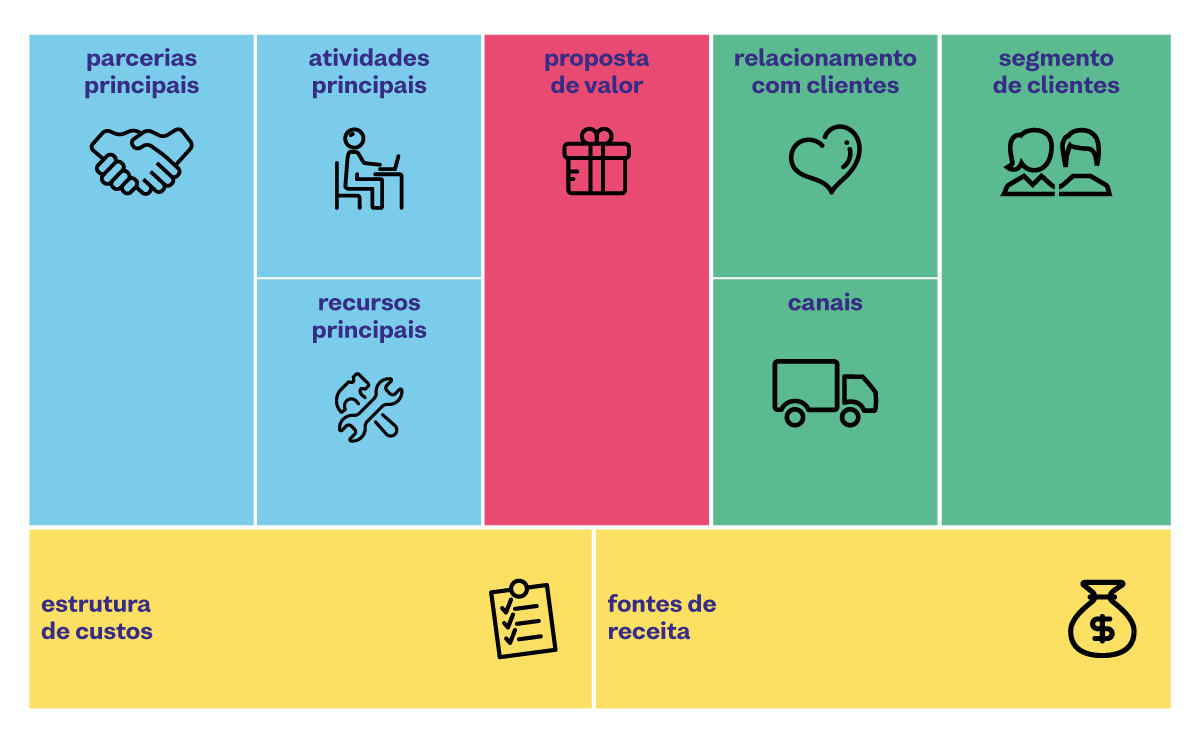 parcerias
principais
atividades
principais
proposta
de valor
relacionamento
com clientes
segmento
de clientes
recursos
principais
canais
estrutura
de custos
fontes de
receita
$